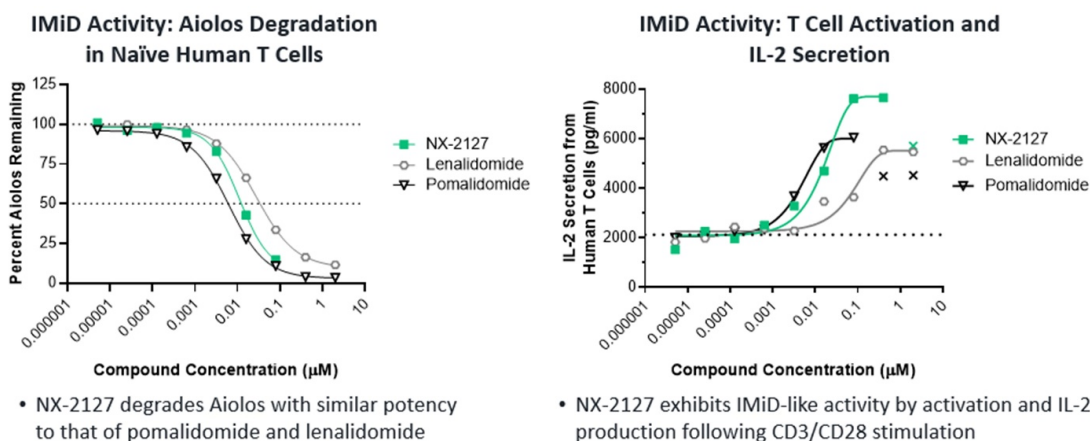 IMiD Activity: Aiolos Degradation
in Naïve Human T Cells
Percent Aiolos Remaining
125
100
75
50
25
0
0.000001
0.00001
0.0001
0.001
0.01
0.1
1
10
Compound Concentration (μM)
NX-2127
Lenalidomide
Pomalidomide
• NX-2127 degrades Aiolos with similar potency
to that of pomalidomide and lenalidomide
IMiD Activity: T Cell Activation and
IL-2 Secretion
IL-2 Secretion from
Human T Cells (pg/ml)
8000
6000
4000
2000
0
0.000001
0.00001
0.0001
0.001
0.01
0.1
1
10
Compound Concentration (μM)
NX-2127
Lenalidomide
Pomalidomide
• NX-2127 exhibits IMiD-like activity by activation and IL-2
production following CD3/CD28 stimulation